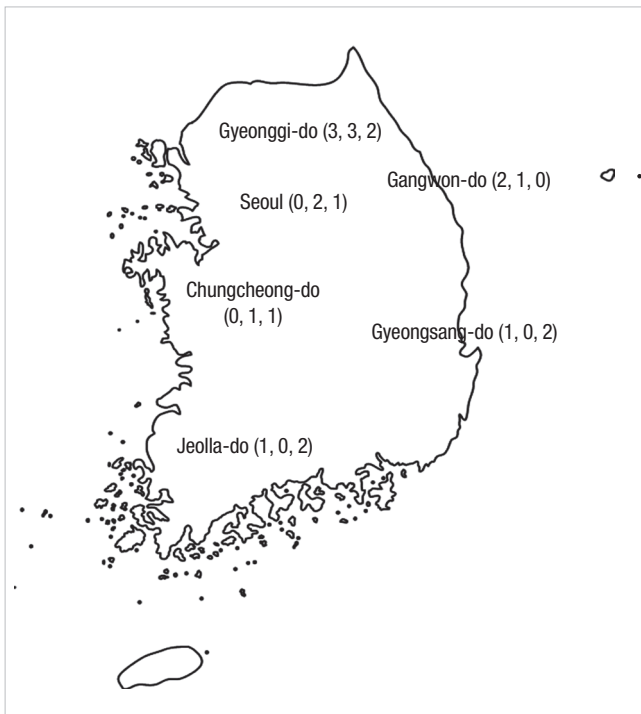 Gyeonggi-do (3, 3, 2)
Gangwon-do (2, 1, 0)
Seoul (0, 2, 1)
Chungcheong-do
(0, 1, 1)
Gyeongsang-do (1, 0, 2)
Jeolla-do (1, 0, 2)